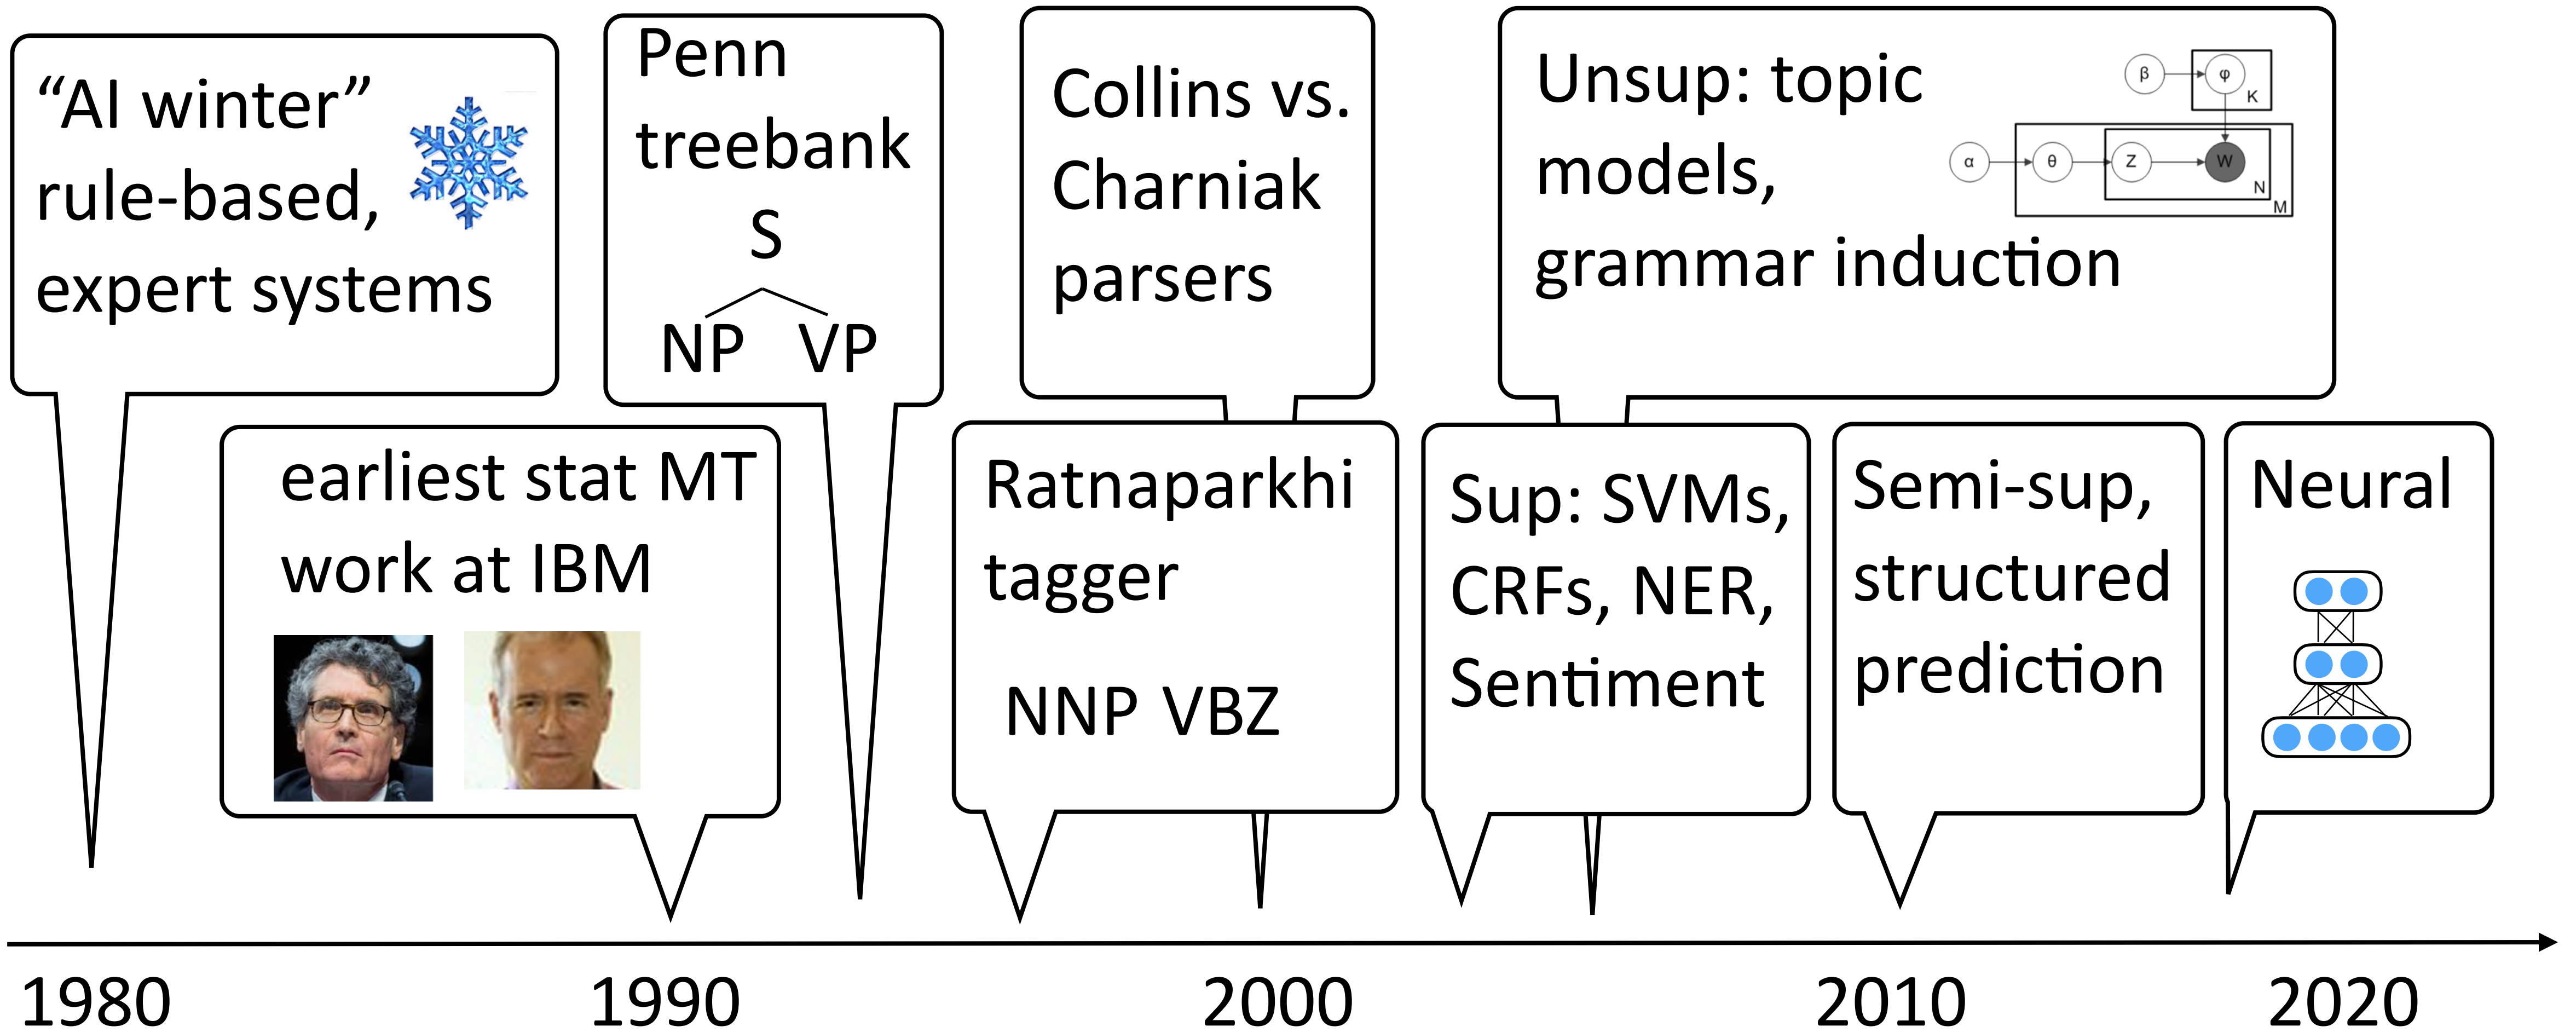 “AI winter”
rule-based,
expert systems
earliest stat MT
work at IBM
Penn
treebank
S
NP VP
Collins vs.
Charniak
parsers
Ratnaparkhi
tagger
NNP VBZ
Unsup: topic
models,
grammar induction
β φ
K
α θ Z W
N
M
Sup: SVMs,
CRFs, NER,
Sentiment
Semi-sup,
structured
prediction
Neural
1980 1990 2000 2010 2020